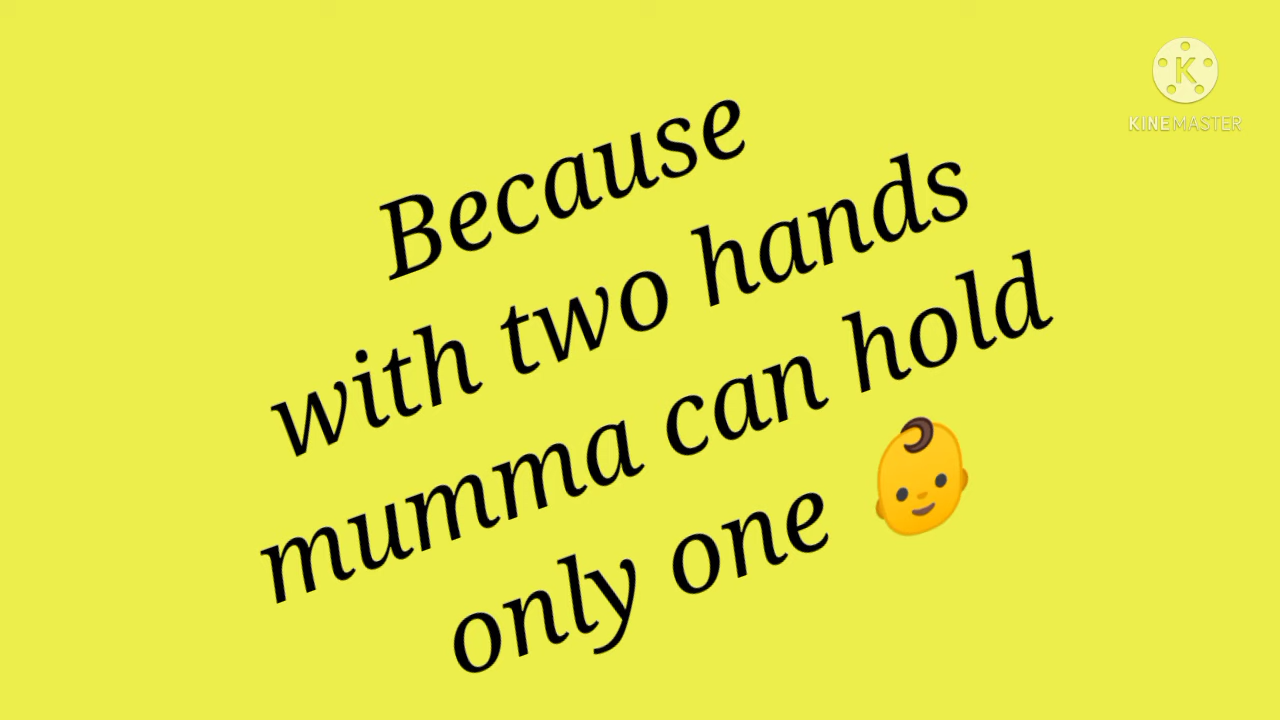 Because
with two hands
mumma can hold
only one 👶
K
KINEMASTER